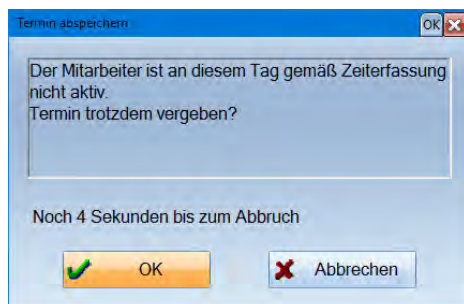 Termin abspeichern
OK
Der Mitarbeiter ist an diesem Tag gemäß Zeiterfassung
nicht aktiv.
Termin trotzdem vergeben?
Noch 4 Sekunden bis zum Abbruch
OK
Abbrechen